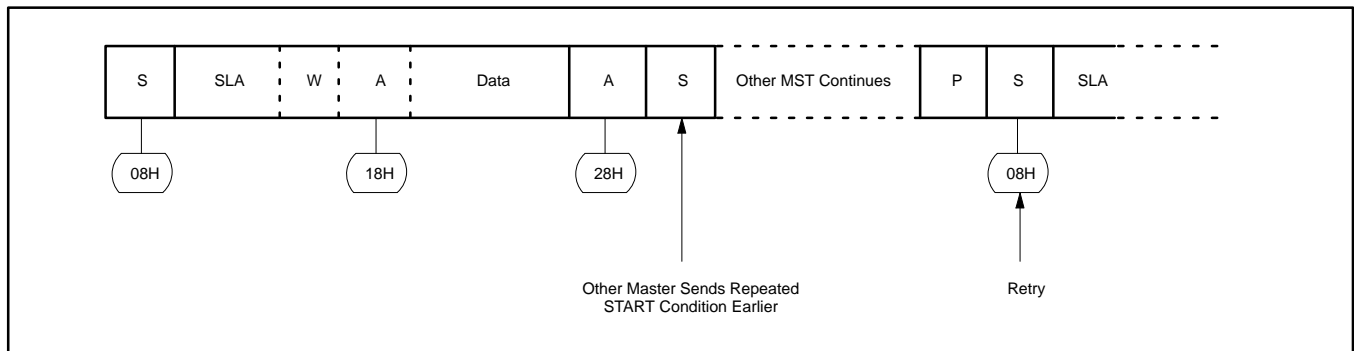 S SLA W A Data A S Other MST Continues P S SLA
08H 18H 28H 08H
Other Master Sends Repeated
START Condition Earlier
Retry